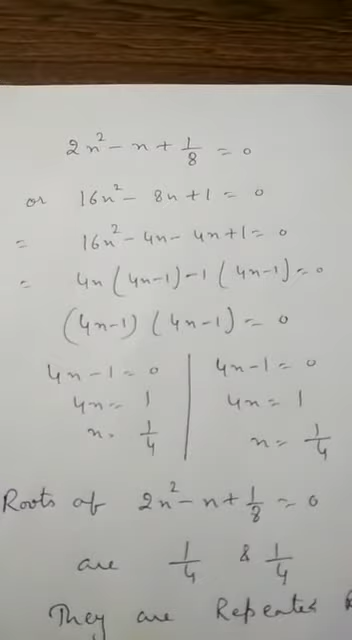 2x² - x + 1/8 = 0
or 16x² - 8x + 1 = 0
= 16x² - 4x - 4x + 1 = 0
= 4x (4x-1) - 1 (4x-1) = 0
(4x-1) (4x-1) = 0
4x - 1 = 0 | 4x - 1 = 0
4x = 1 | 4x = 1
x = 1/4 | x = 1/4
Roots of 2x² - x + 1/8 = 0
are 1/4 & 1/4
They are Repeated